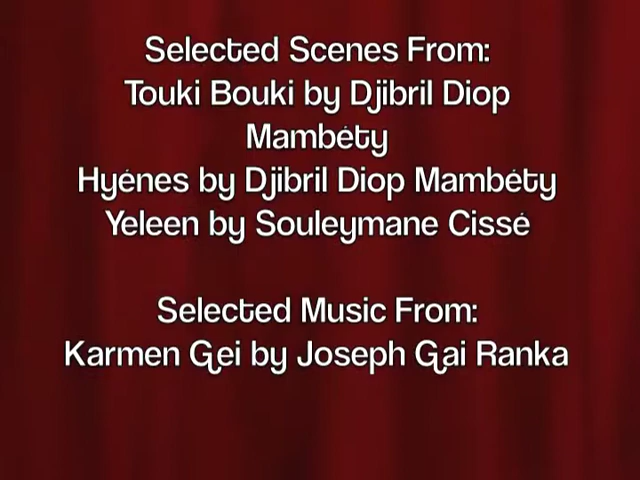 Selected Scenes From:
Touki Bouki by Djibril Diop
Mambéty
Hyénes by Djibril Diop Mambéty
Yeleen by Souleymane Cissé
Selected Music From:
Karmen Gei by Joseph Gai Ranka